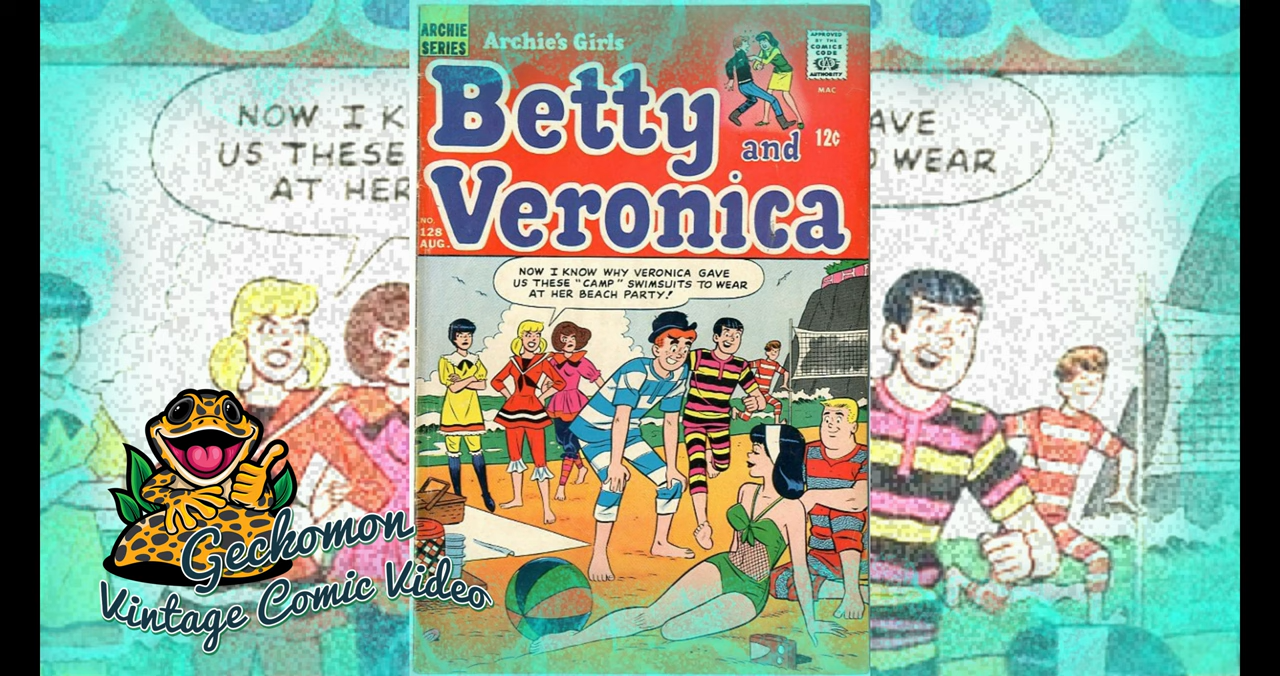 ARCHIE
SERIES
Archie's Girls
APPROVED
BY THE
COMICS
CODE
AUTHORITY
MAC
Betty
and
12¢
Veronica
NO.
128
AUG.
NOW I KNOW WHY VERONICA GAVE
US THESE "CAMP" SWIMSUITS TO WEAR
AT HER BEACH PARTY!
NOW I K
US THESE
AT HER
AVE
WEAR
Geckomon
Vintage Comic Video